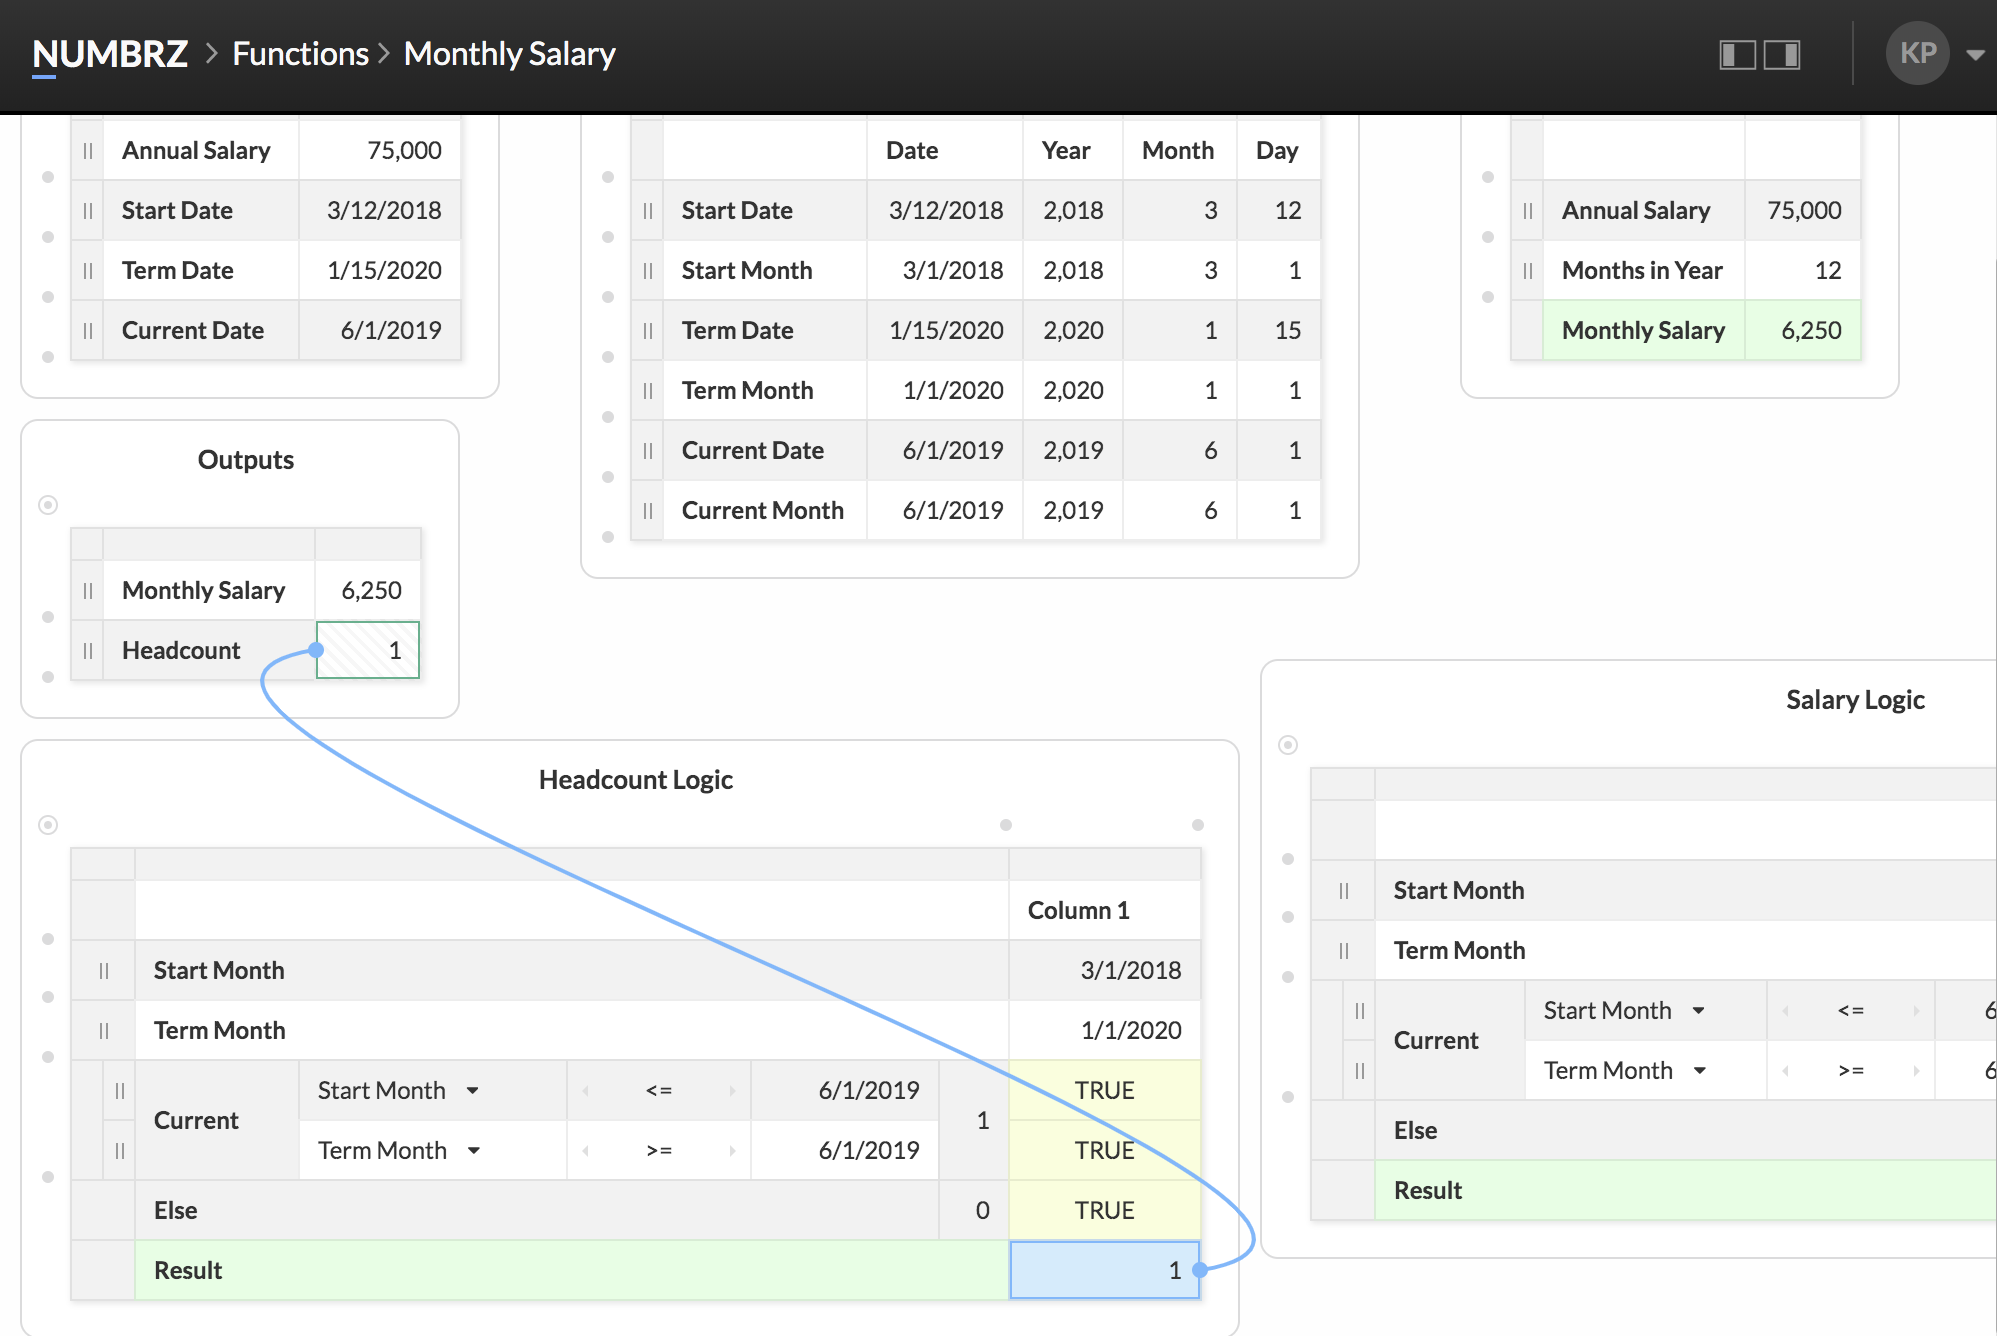 NUMBRZ > Functions > Monthly Salary
KP
Annual Salary 75,000
Start Date 3/12/2018
Term Date 1/15/2020
Current Date 6/1/2019
Date Year Month Day
Start Date 3/12/2018 2,018 3 12
Start Month 3/1/2018 2,018 3 1
Term Date 1/15/2020 2,020 1 15
Term Month 1/1/2020 2,020 1 1
Current Date 6/1/2019 2,019 6 1
Current Month 6/1/2019 2,019 6 1
Annual Salary 75,000
Months in Year 12
Monthly Salary 6,250
Outputs
Monthly Salary 6,250
Headcount 1
Headcount Logic
Column 1
Start Month 3/1/2018
Term Month 1/1/2020
Current
Start Month <= 6/1/2019 1 TRUE
Term Month >= 6/1/2019 TRUE
Else 0 TRUE
Result 1
Salary Logic
Start Month
Term Month
Current
Start Month <= 6
Term Month >= 6
Else
Result